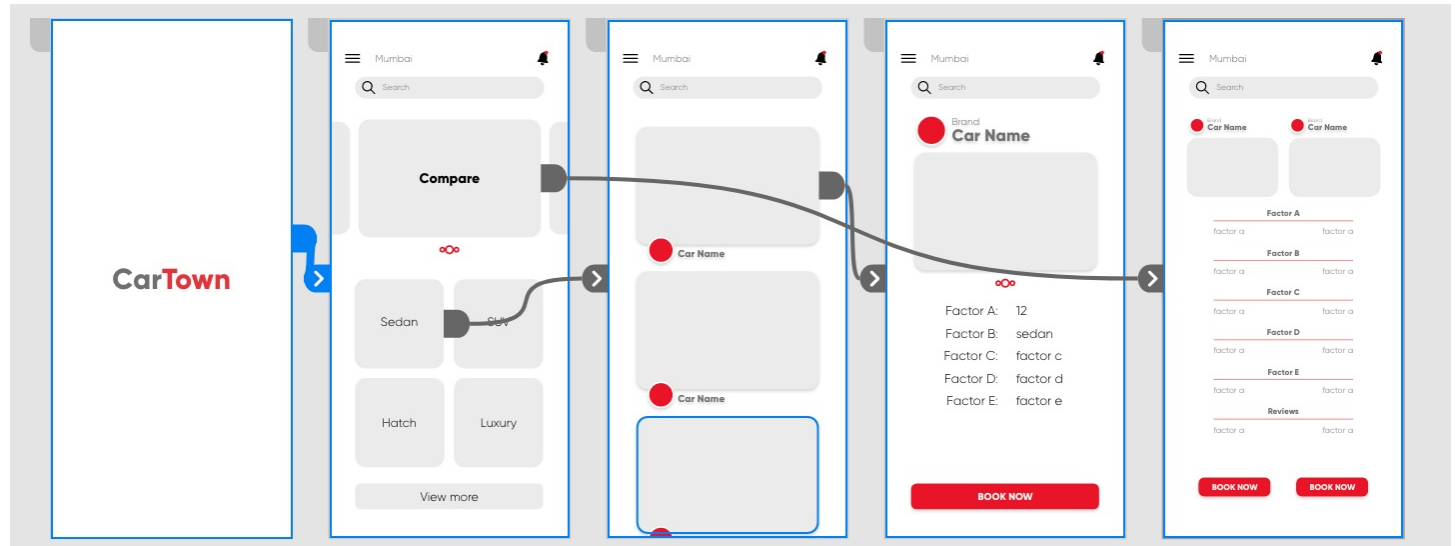 CarTown
Mumbai
Search
Compare
Sedan
SUV
Hatch
Luxury
View more
Mumbai
Search
Car Name
Car Name
Mumbai
Search
Brand
Car Name
Factor A: 12
Factor B: sedan
Factor C: factor c
Factor D: factor d
Factor E: factor e
BOOK NOW
Mumbai
Search
Brand
Car Name
Brand
Car Name
Factor A
factor a factor a
Factor B
factor a factor a
Factor C
factor a factor a
Factor D
factor a factor a
Factor E
factor a factor a
Reviews
factor a factor a
BOOK NOW BOOK NOW